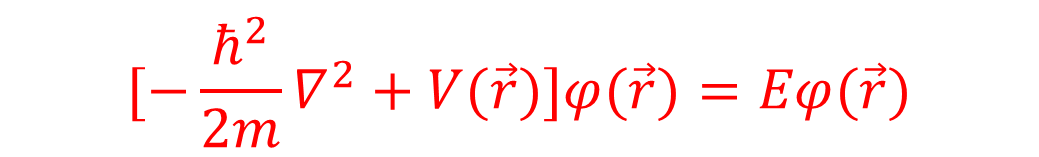 [−ℏ²/2m ∇² + V(r⃗)]φ(r⃗) = Eφ(r⃗)